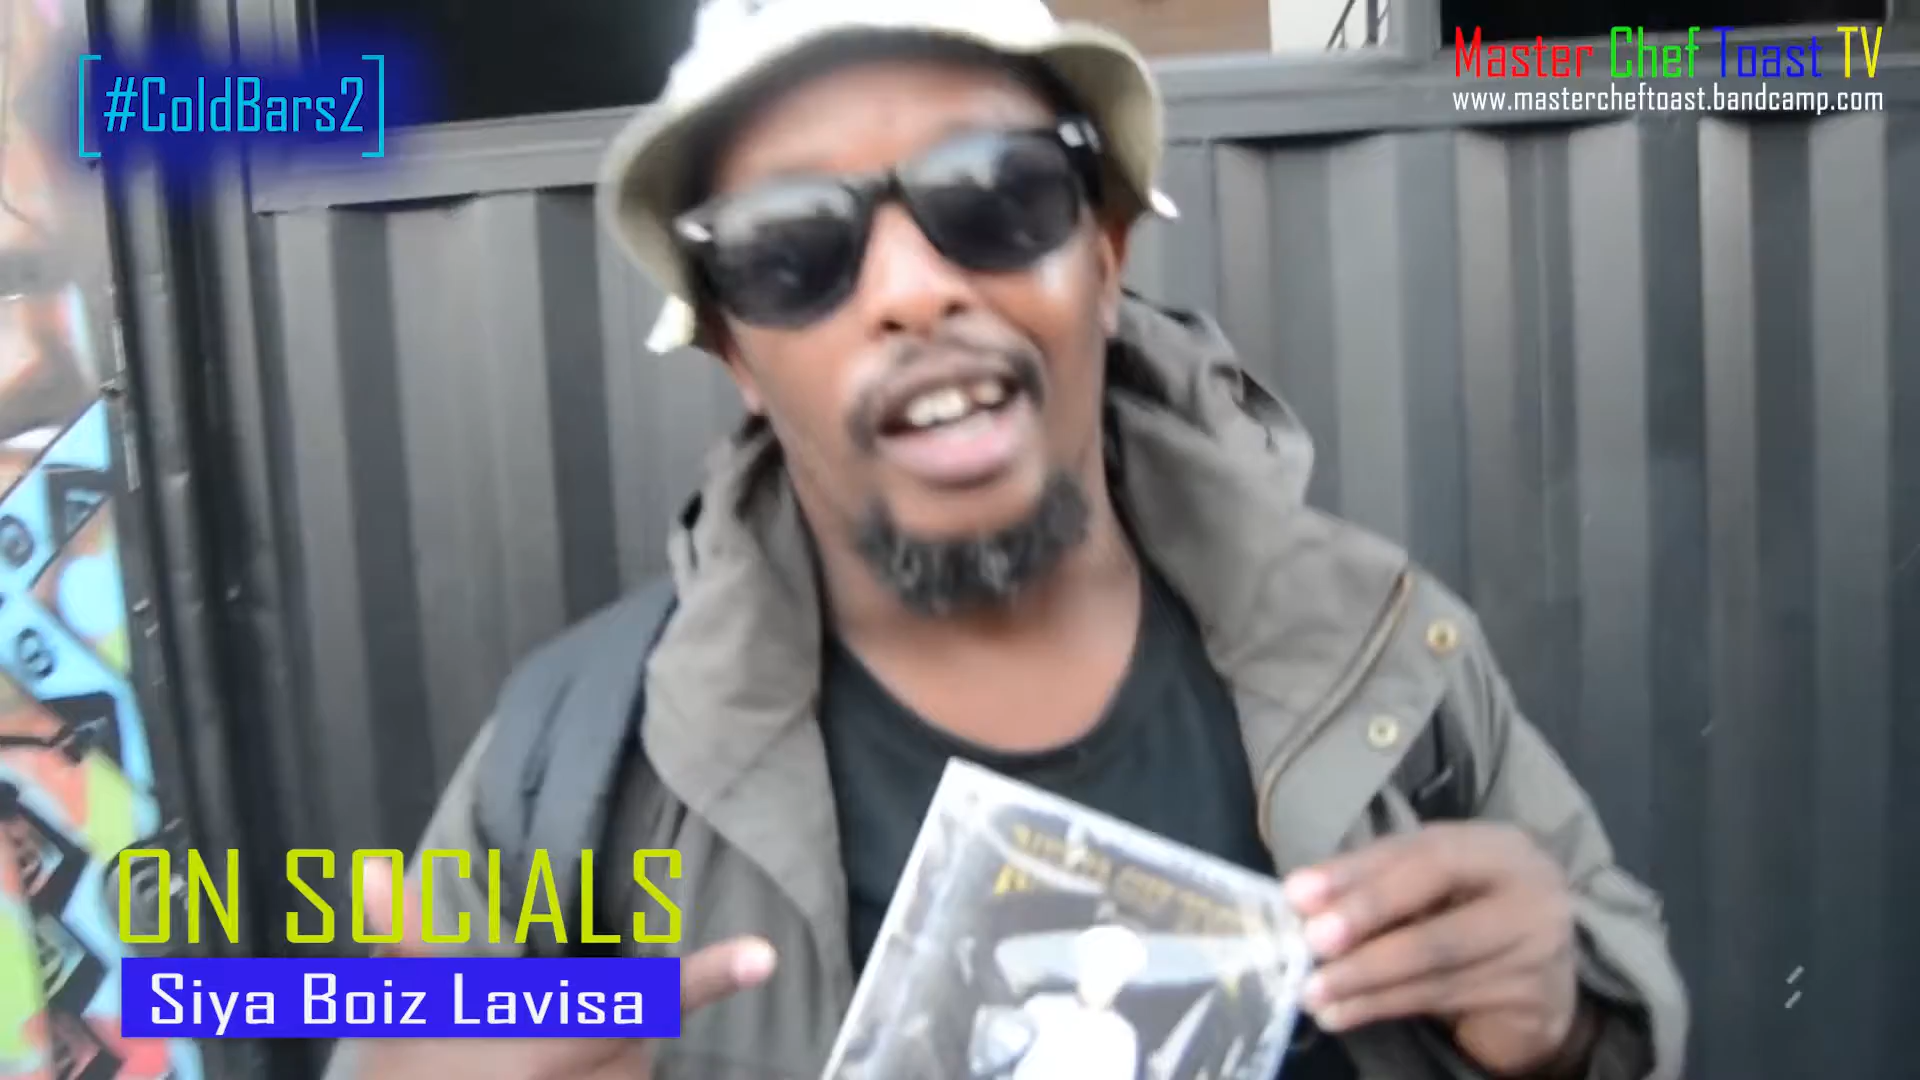 [#ColdBars2]
Master Chef Toast TV
www.mastercheftoast.bandcamp.com
ON SOCIALS
Siya Boiz Lavisa